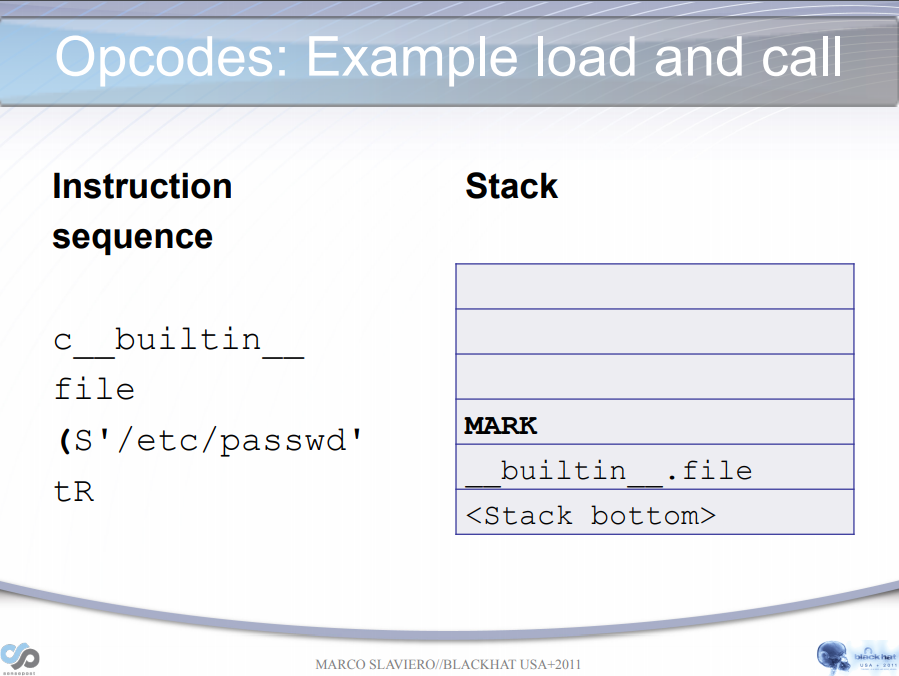 Opcodes: Example load and call
Instruction
sequence
c__builtin__
file
(S'/etc/passwd'
tR
Stack
MARK
__builtin__.file
<Stack bottom>
sensepost
MARCO SLAVIERO//BLACKHAT USA+2011
black hat
USA + 2011